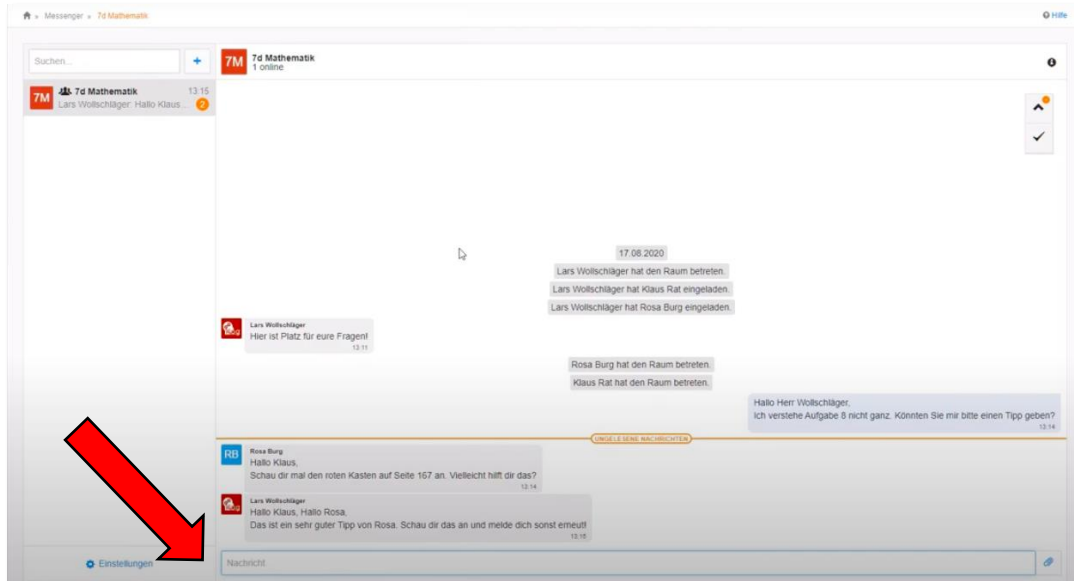 » Messenger » 7d Mathematik
Hilfe
Suchen...
+
7M
7d Mathematik
1 online
7M
7d Mathematik
13:15
Lars Wollschläger: Hallo Klaus ...
2
17.08.2020
Lars Wollschläger hat den Raum betreten.
Lars Wollschläger hat Klaus Rat eingeladen.
Lars Wollschläger hat Rosa Burg eingeladen.
Lars Wollschläger
Hier ist Platz für eure Fragen!
13:11
Rosa Burg hat den Raum betreten.
Klaus Rat hat den Raum betreten.
Hallo Herr Wollschläger,
ich verstehe Aufgabe 8 nicht ganz. Könnten Sie mir bitte einen Tipp geben?
13:14
UNGELESENE NACHRICHTEN
RB
Rosa Burg
Hallo Klaus,
Schau dir mal den roten Kasten auf Seite 167 an. Vielleicht hilft dir das?
13:14
Lars Wollschläger
Hallo Klaus, Hallo Rosa,
Das ist ein sehr guter Tipp von Rosa. Schau dir das an und melde dich sonst erneut!
13:15
Einstellungen
Nachricht